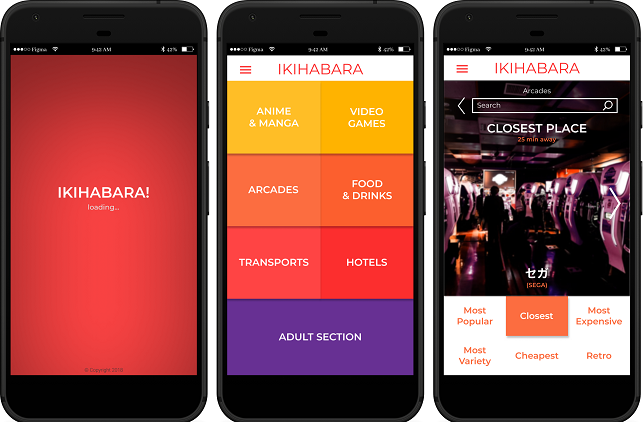 ●●●○○ Figma 9:42 AM 42%
IKIHABARA!
loading...
© Copyright 2018
●●●○○ Figma 9:42 AM 42%
IKIHABARA
ANIME
& MANGA
VIDEO
GAMES
ARCADES
FOOD
& DRINKS
TRANSPORTS
HOTELS
ADULT SECTION
●●●○○ Figma 9:42 AM 42%
IKIHABARA
Arcades
Search
CLOSEST PLACE
25 min away
セガ
(SEGA)
Most
Popular
Closest
Most
Expensive
Most
Variety
Cheapest
Retro